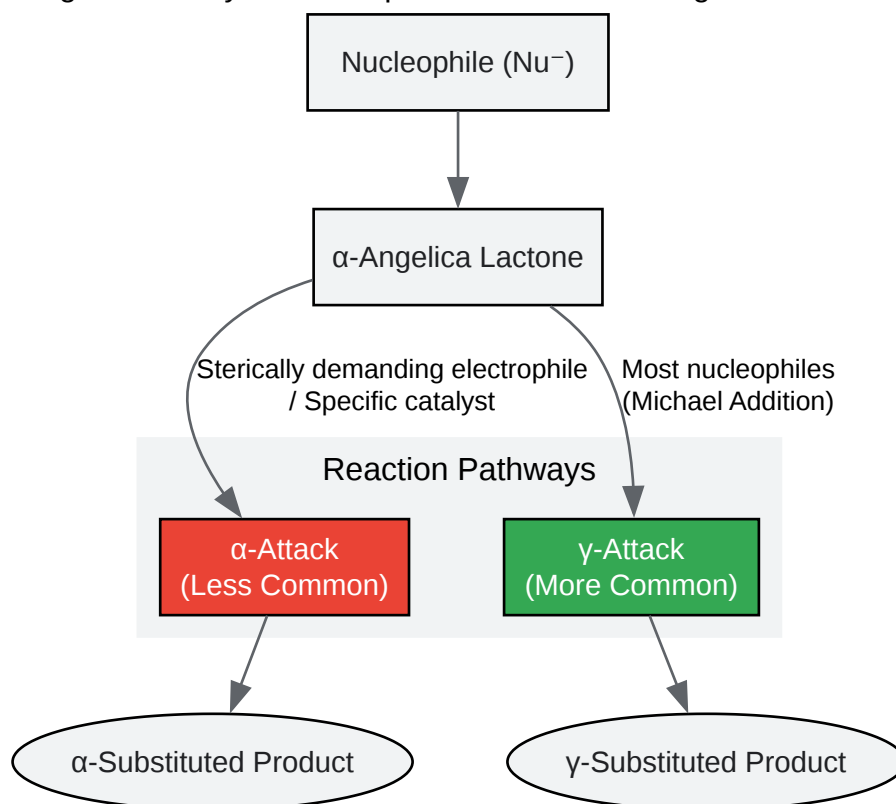 Nucleophile (Nu⁻)
α-Angelica Lactone
Sterically demanding electrophile
/ Specific catalyst
Most nucleophiles
(Michael Addition)
Reaction Pathways
α-Attack
(Less Common)
γ-Attack
(More Common)
α-Substituted Product
γ-Substituted Product